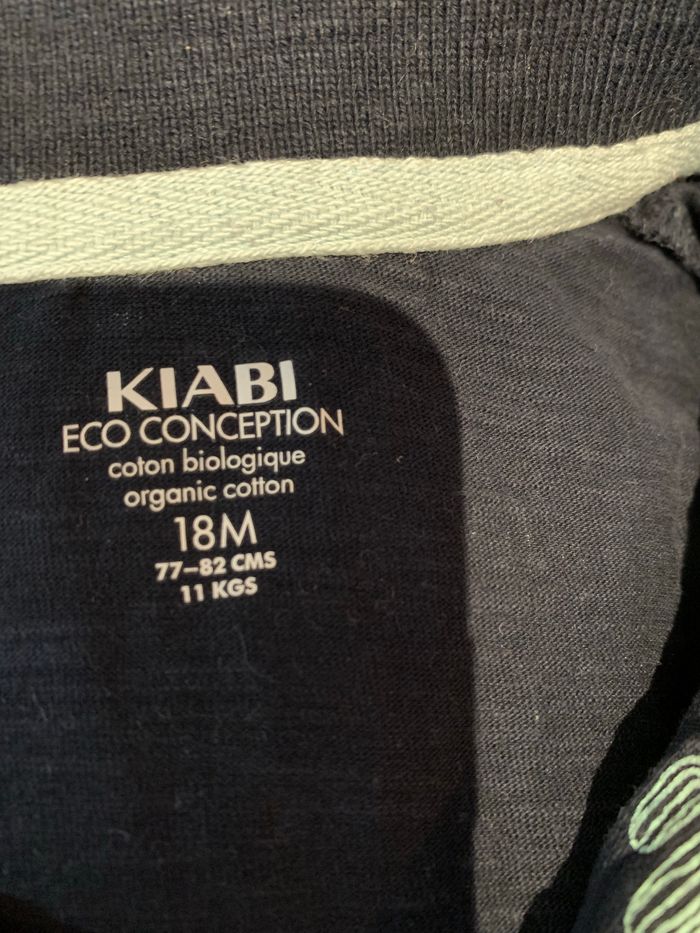 KIABI
ECO CONCEPTION
coton biologique
organic cotton
18M
77–82 CMS
11 KGS